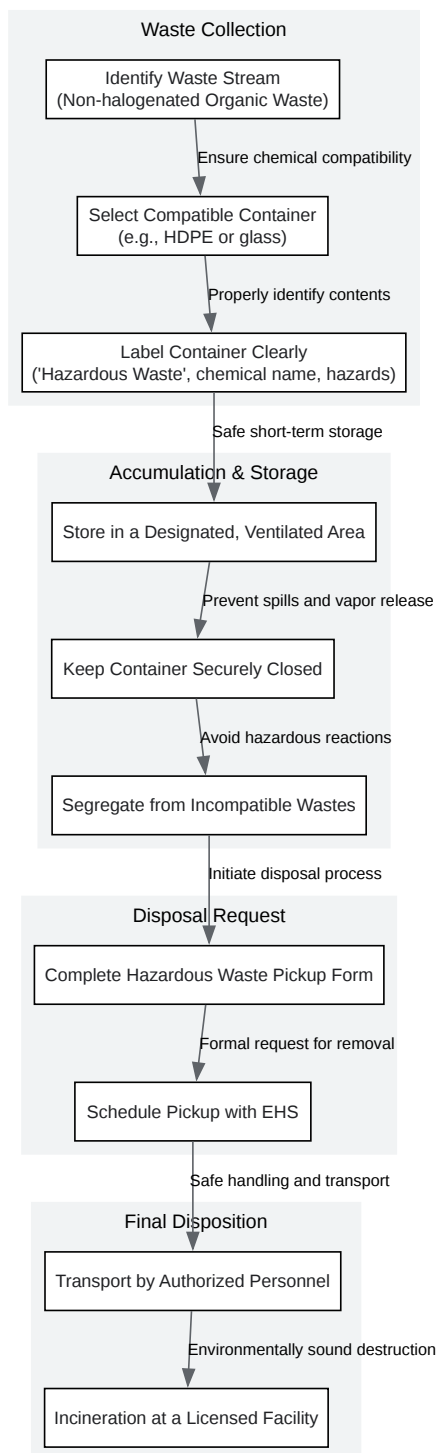 Waste Collection
Identify Waste Stream
(Non-halogenated Organic Waste)
Ensure chemical compatibility
Select Compatible Container
(e.g., HDPE or glass)
Properly identify contents
Label Container Clearly
('Hazardous Waste', chemical name, hazards)
Safe short-term storage
Accumulation & Storage
Store in a Designated, Ventilated Area
Prevent spills and vapor release
Keep Container Securely Closed
Avoid hazardous reactions
Segregate from Incompatible Wastes
Initiate disposal process
Disposal Request
Complete Hazardous Waste Pickup Form
Formal request for removal
Schedule Pickup with EHS
Safe handling and transport
Final Disposition
Transport by Authorized Personnel
Environmentally sound destruction
Incineration at a Licensed Facility